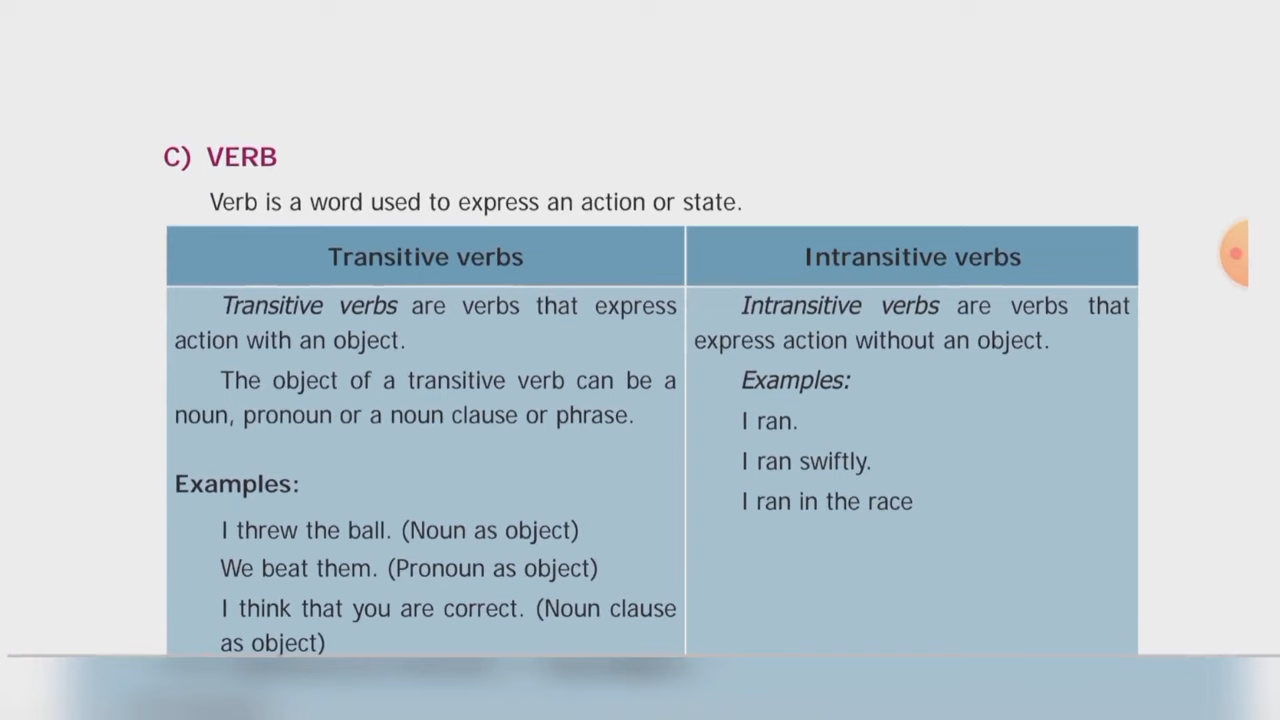 C) VERB
Verb is a word used to express an action or state.
Transitive verbs
Transitive verbs are verbs that express
action with an object.
The object of a transitive verb can be a
noun, pronoun or a noun clause or phrase.
Examples:
I threw the ball. (Noun as object)
We beat them. (Pronoun as object)
I think that you are correct. (Noun clause
as object)
Intransitive verbs
Intransitive verbs are verbs that
express action without an object.
Examples:
I ran.
I ran swiftly.
I ran in the race